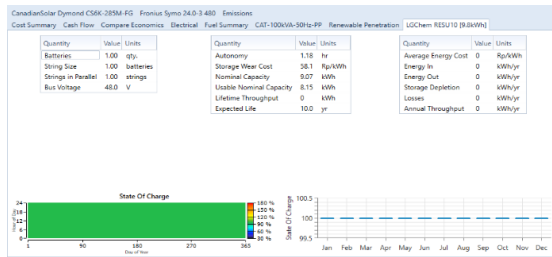 CanadianSolar Dymond CS6K-285M-FG Fronius Symo 24.0-3 480 Emissions
Cost Summary Cash Flow Compare Economics Electrical Fuel Summary CAT-100kVA-50Hz-PP Renewable Penetration LGChem RESU10 [9.8kWh]
Quantity Value Units
Batteries 1.00 qty.
String Size 1.00 batteries
Strings in Parallel 1.00 strings
Bus Voltage 48.0 V
Quantity Value Units
Autonomy 1.18 hr
Storage Wear Cost 58.1 Rp/kWh
Nominal Capacity 9.07 kWh
Usable Nominal Capacity 8.15 kWh
Lifetime Throughput 0 kWh
Expected Life 10.0 yr
Quantity Value Units
Average Energy Cost 0 Rp/kWh
Energy In 0 kWh/yr
Energy Out 0 kWh/yr
Storage Depletion 0 kWh/yr
Losses 0 kWh/yr
Annual Throughput 0 kWh/yr
State Of Charge
Hour of Day
24
18
12
6
0
1 90 180 270 365
Day of Year
180 %
150 %
120 %
90 %
60 %
30 %
State Of Charge
100.5
100
99.5
Jan Feb Mar Apr May Jun Jul Aug Sep Oct Nov Dec